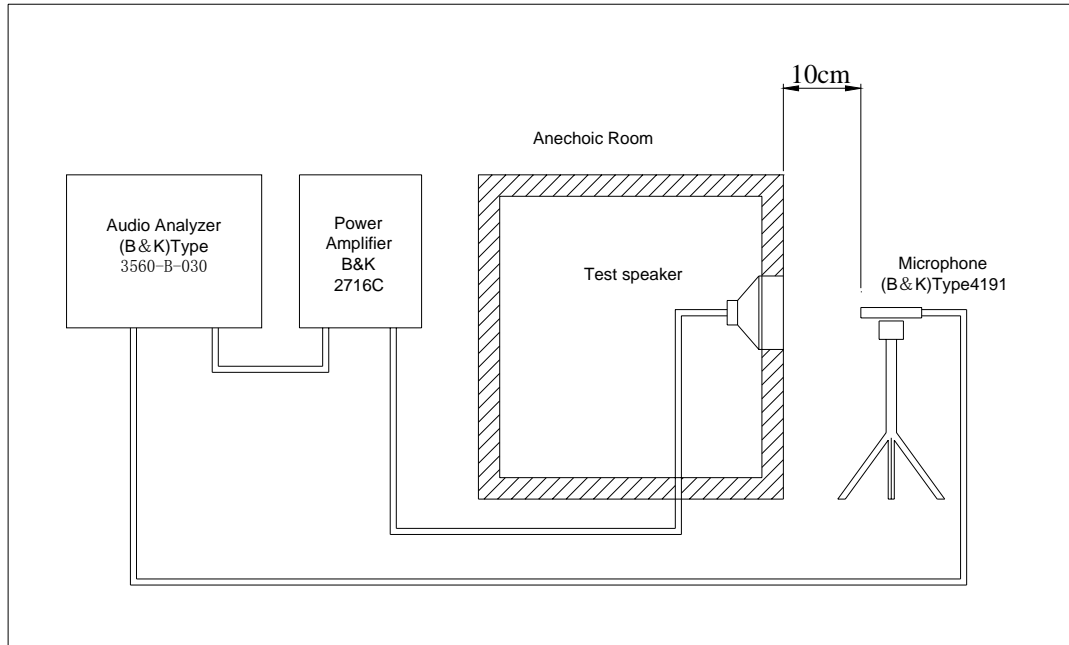 10cm
Anechoic Room
Audio Analyzer
(B&K)Type
3560-B-030
Power
Amplifier
B&K
2716C
Test speaker
Microphone
(B&K)Type4191